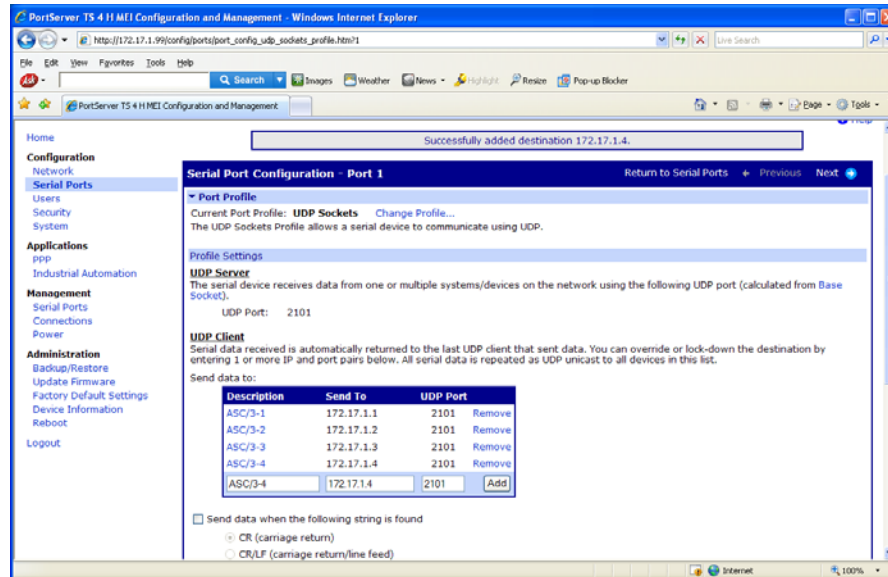 PortServer TS 4 H MEI Configuration and Management - Windows Internet Explorer
http://172.17.1.99/config/ports/port_config_udp_sockets_profile.htm?1
Live Search
File Edit View Favorites Tools Help
Search Images Weather News Highlight Resize Pop-up Blocker
PortServer TS 4 H MEI Configuration and Management
Page Tools
Help
Home
Successfully added destination 172.17.1.4.
Configuration
Network
Serial Ports
Users
Security
System
Applications
PPP
Industrial Automation
Management
Serial Ports
Connections
Power
Administration
Backup/Restore
Update Firmware
Factory Default Settings
Device Information
Reboot
Logout
Serial Port Configuration - Port 1 Return to Serial Ports Previous Next
Port Profile
Current Port Profile: UDP Sockets Change Profile...
The UDP Sockets Profile allows a serial device to communicate using UDP.
Profile Settings
UDP Server
The serial device receives data from one or multiple systems/devices on the network using the following UDP port (calculated from Base
Socket).
UDP Port: 2101
UDP Client
Serial data received is automatically returned to the last UDP client that sent data. You can override or lock-down the destination by
entering 1 or more IP and port pairs below. All serial data is repeated as UDP unicast to all devices in this list.
Send data to:
Description Send To UDP Port
ASC/3-1 172.17.1.1 2101 Remove
ASC/3-2 172.17.1.2 2101 Remove
ASC/3-3 172.17.1.3 2101 Remove
ASC/3-4 172.17.1.4 2101 Remove
ASC/3-4 172.17.1.4 2101 Add
Send data when the following string is found
CR (carriage return)
CR/LF (carriage return/line feed)
Internet 100%